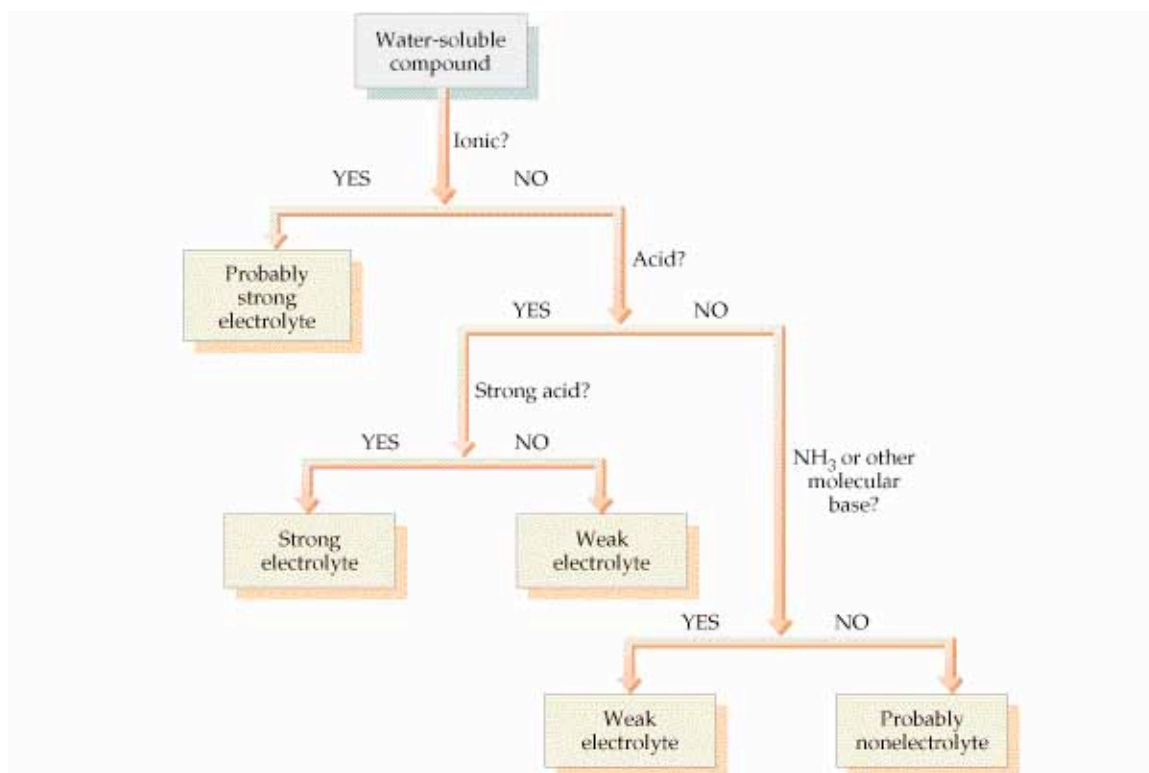 Water-soluble
compound
Ionic?
YES
NO
Probably
strong
electrolyte
Acid?
YES
NO
Strong acid?
YES
NO
Strong
electrolyte
Weak
electrolyte
NH₃ or other
molecular
base?
YES
NO
Weak
electrolyte
Probably
nonelectrolyte